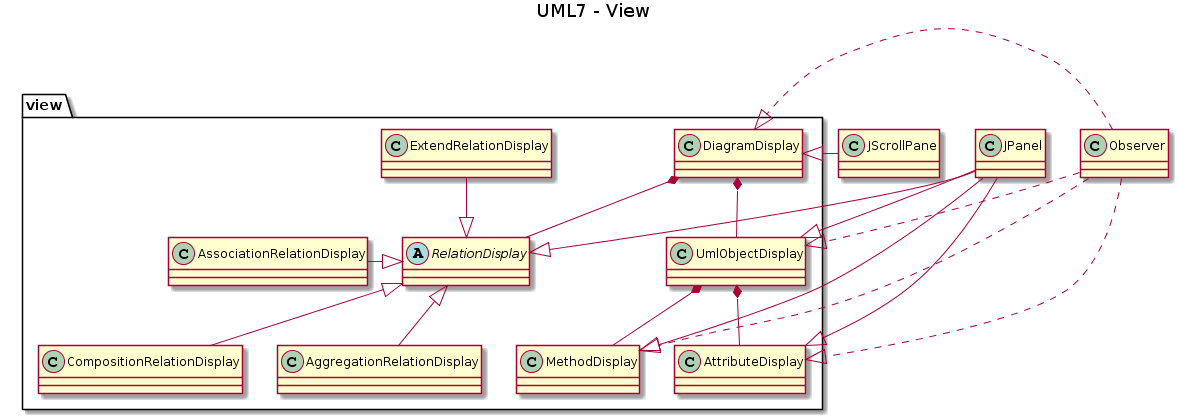 UML7 - View
view
C ExtendRelationDisplay
C DiagramDisplay
C JScrollPane
C JPanel
C Observer
C AssociationRelationDisplay
A RelationDisplay
C UmlObjectDisplay
C CompositionRelationDisplay
C AggregationRelationDisplay
C MethodDisplay
C AttributeDisplay